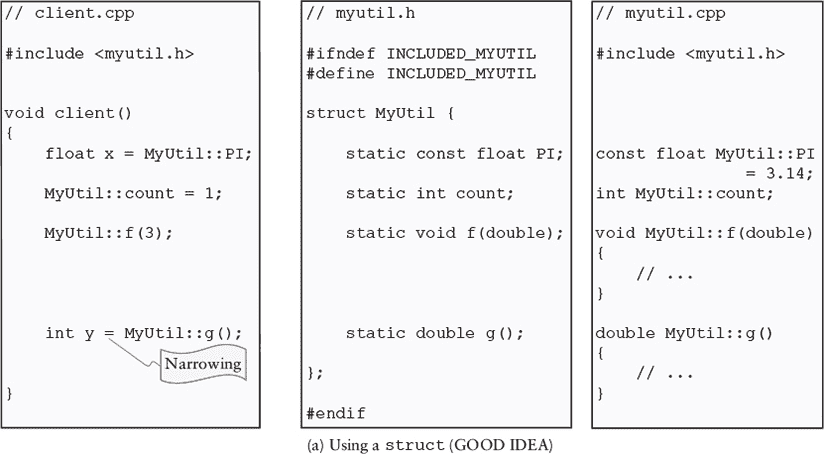 // client.cpp
#include <myutil.h>
void client()
{
float x = MyUtil::PI;
MyUtil::count = 1;
MyUtil::f(3);
int y = MyUtil::g();
Narrowing
}
// myutil.h
#ifndef INCLUDED_MYUTIL
#define INCLUDED_MYUTIL
struct MyUtil {
static const float PI;
static int count;
static void f(double);
static double g();
};
#endif
// myutil.cpp
#include <myutil.h>
const float MyUtil::PI
= 3.14;
int MyUtil::count;
void MyUtil::f(double)
{
// ...
}
double MyUtil::g()
{
// ...
}
(a) Using a struct (GOOD IDEA)